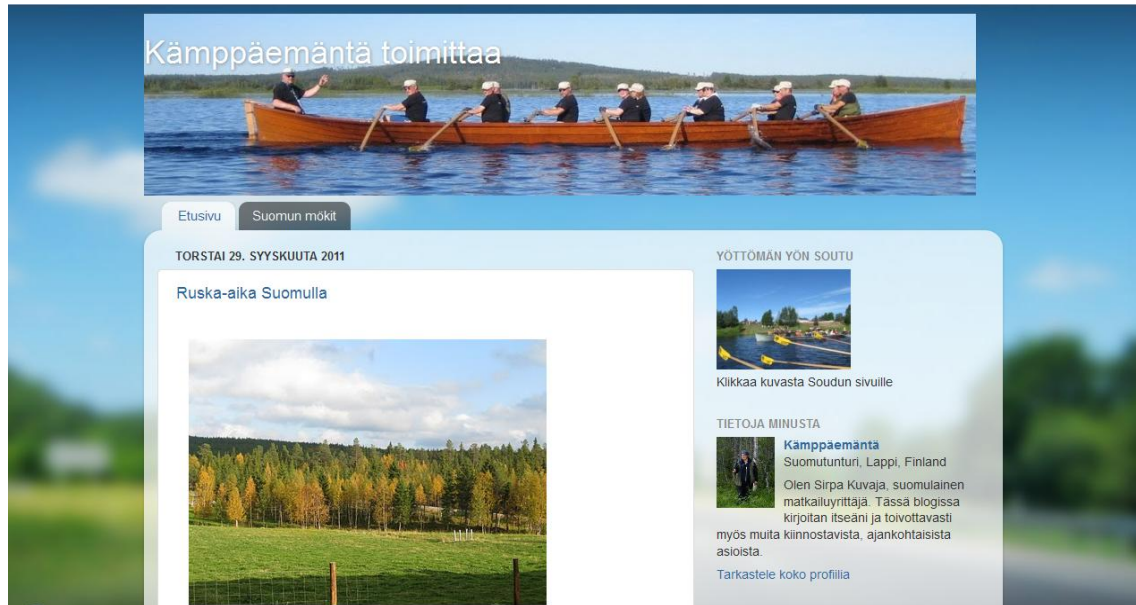 Kämppäemäntä toimittaa
Etusivu
Suomun mökit
TORSTAI 29. SYYSKUUTA 2011
Ruska-aika Suomulla
YÖTTÖMÄN YÖN SOUTU
Klikkaa kuvasta Soudun sivuille
TIETOJA MINUSTA
Kämppäemäntä
Suomutunturi, Lappi, Finland
Olen Sirpa Kuvaja, suomulainen
matkailuyrittäjä. Tässä blogissa
kirjoitan itseäni ja toivottavasti
myös muita kiinnostavista, ajankohtaisista
asioista.
Tarkastele koko profiilia